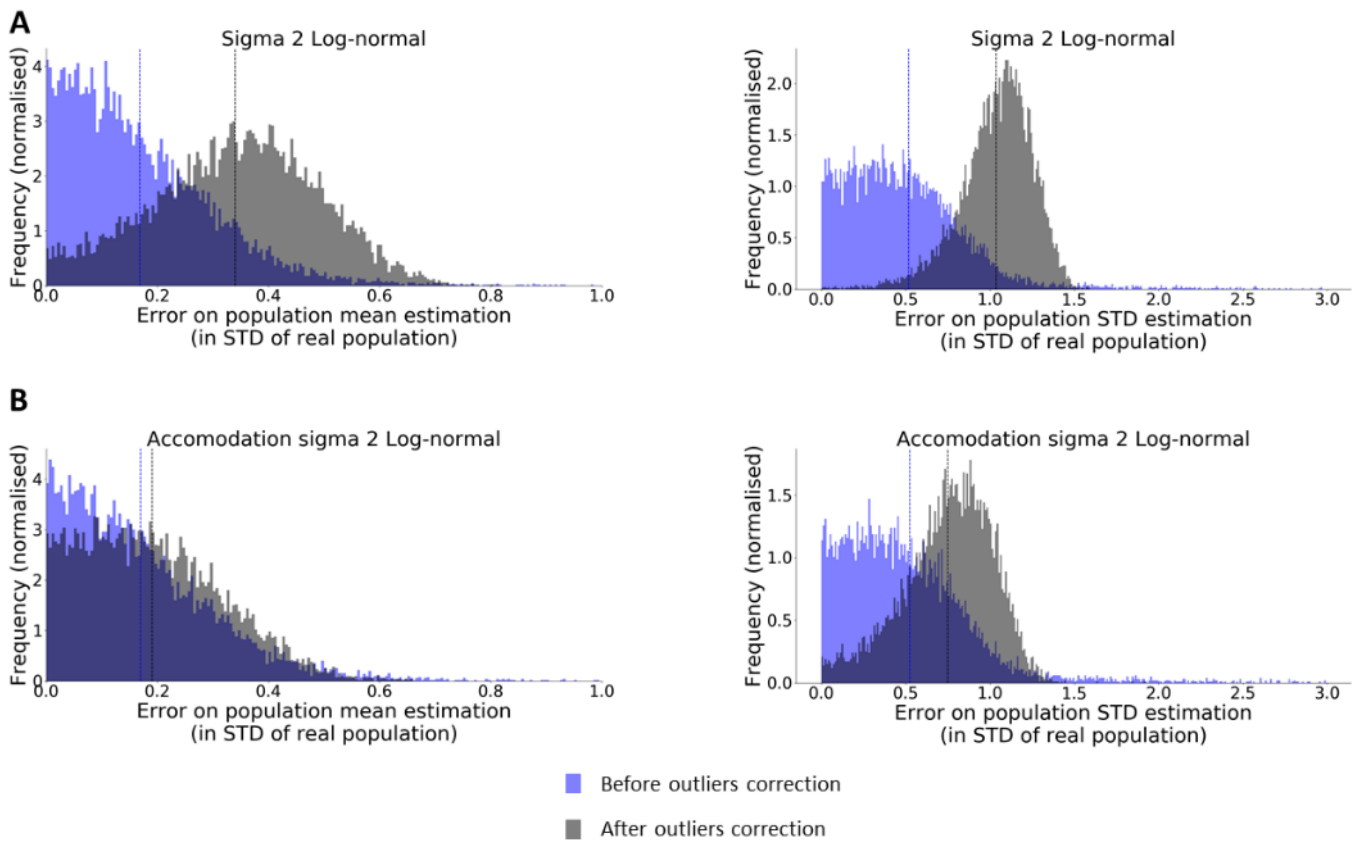 A
Sigma 2 Log-normal
Frequency (normalised)
4
3
2
1
0
0.0 0.2 0.4 0.6 0.8 1.0
Error on population mean estimation
(in STD of real population)
Sigma 2 Log-normal
Frequency (normalised)
2.0
1.5
1.0
0.5
0.0
0.0 0.5 1.0 1.5 2.0 2.5 3.0
Error on population STD estimation
(in STD of real population)
B
Accomodation sigma 2 Log-normal
Frequency (normalised)
4
3
2
1
0
0.0 0.2 0.4 0.6 0.8 1.0
Error on population mean estimation
(in STD of real population)
Accomodation sigma 2 Log-normal
Frequency (normalised)
1.5
1.0
0.5
0.0
0.0 0.5 1.0 1.5 2.0 2.5 3.0
Error on population STD estimation
(in STD of real population)
Before outliers correction
After outliers correction